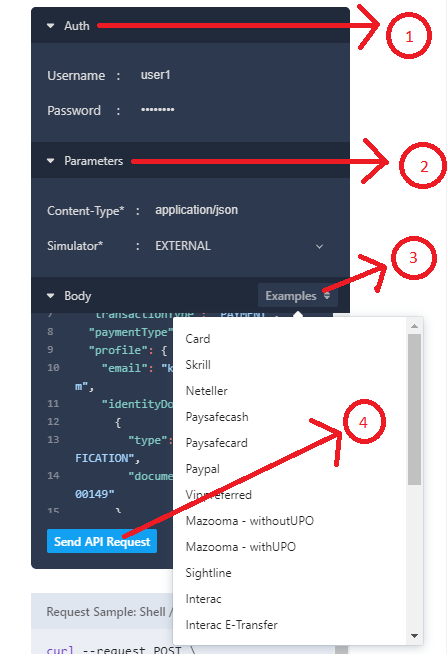 Auth
1
Username : user1
Password : ••••••••
Parameters
2
Content-Type* : application/json
Simulator* : EXTERNAL
3
Body
Examples
7 "transactionType": "PAYMENT",
8 "paymentType"
9 "profile": {
10 "email": "k
m",
11 "identityDo
12 {
13 "type":
FICATION",
14 "docume
00149"
15 }
Card
Skrill
Neteller
Paysafecash
Paysafecard
Paypal
Vippreferred
Mazooma - withoutUPO
Mazooma - withUPO
Sightline
Interac
Interac E-Transfer
4
Send API Request
Request Sample: Shell /
curl --request POST \